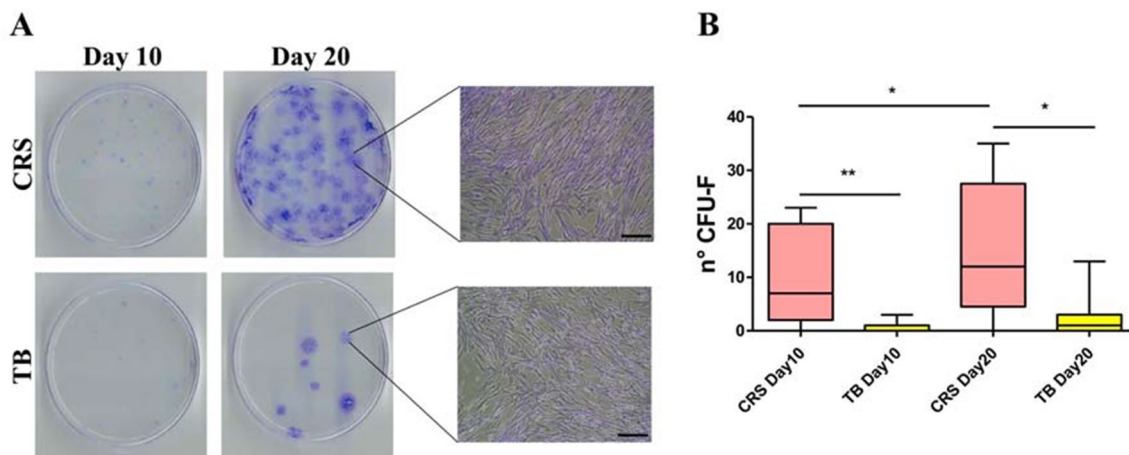 A
B
Day 10
Day 20
CRS
TB
n° CFU-F
40
30
20
10
0
*
*
**
CRS Day10
TB Day10
CRS Day20
TB Day20